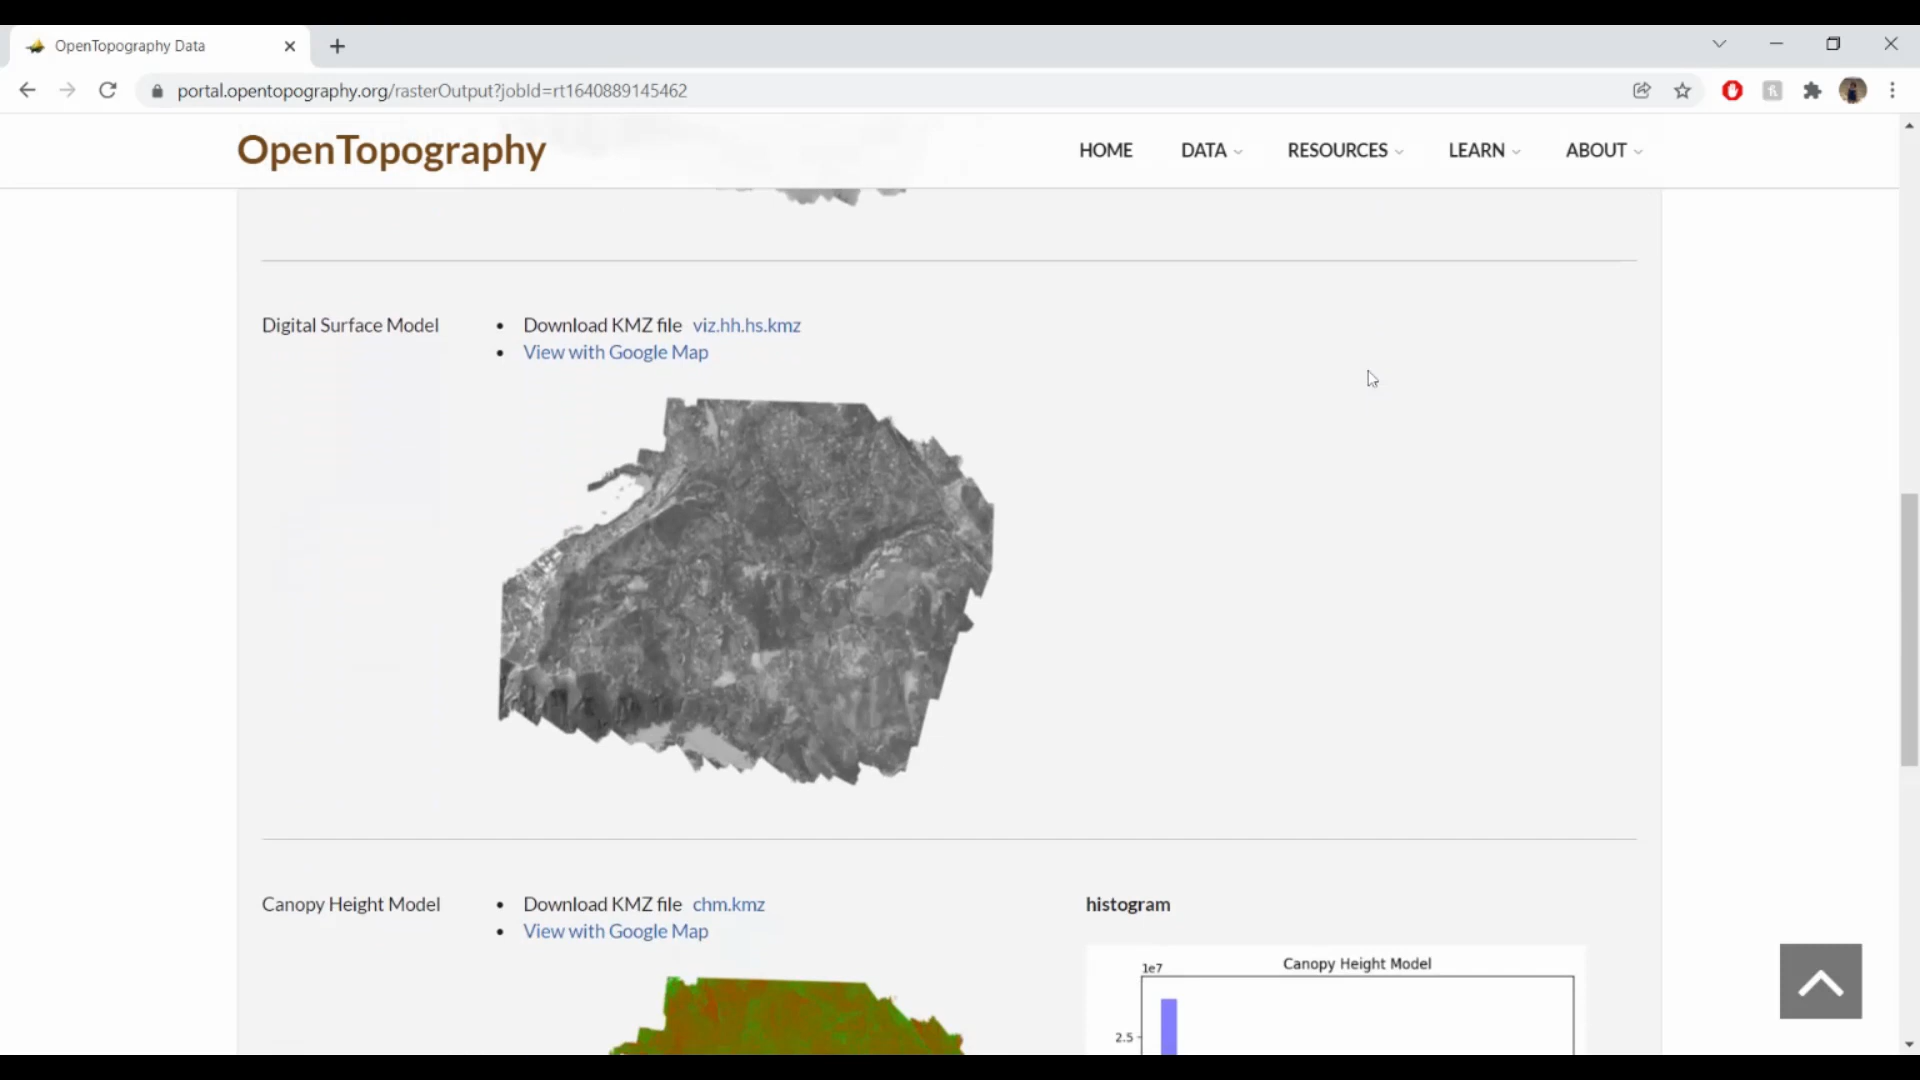 OpenTopography Data
portal.opentopography.org/rasterOutput?jobId=rt1640889145462
OpenTopography
HOME DATA RESOURCES LEARN ABOUT
Digital Surface Model
• Download KMZ file viz.hh.hs.kmz
• View with Google Map
Canopy Height Model
• Download KMZ file chm.kmz
• View with Google Map
histogram
Canopy Height Model
1e7
2.5